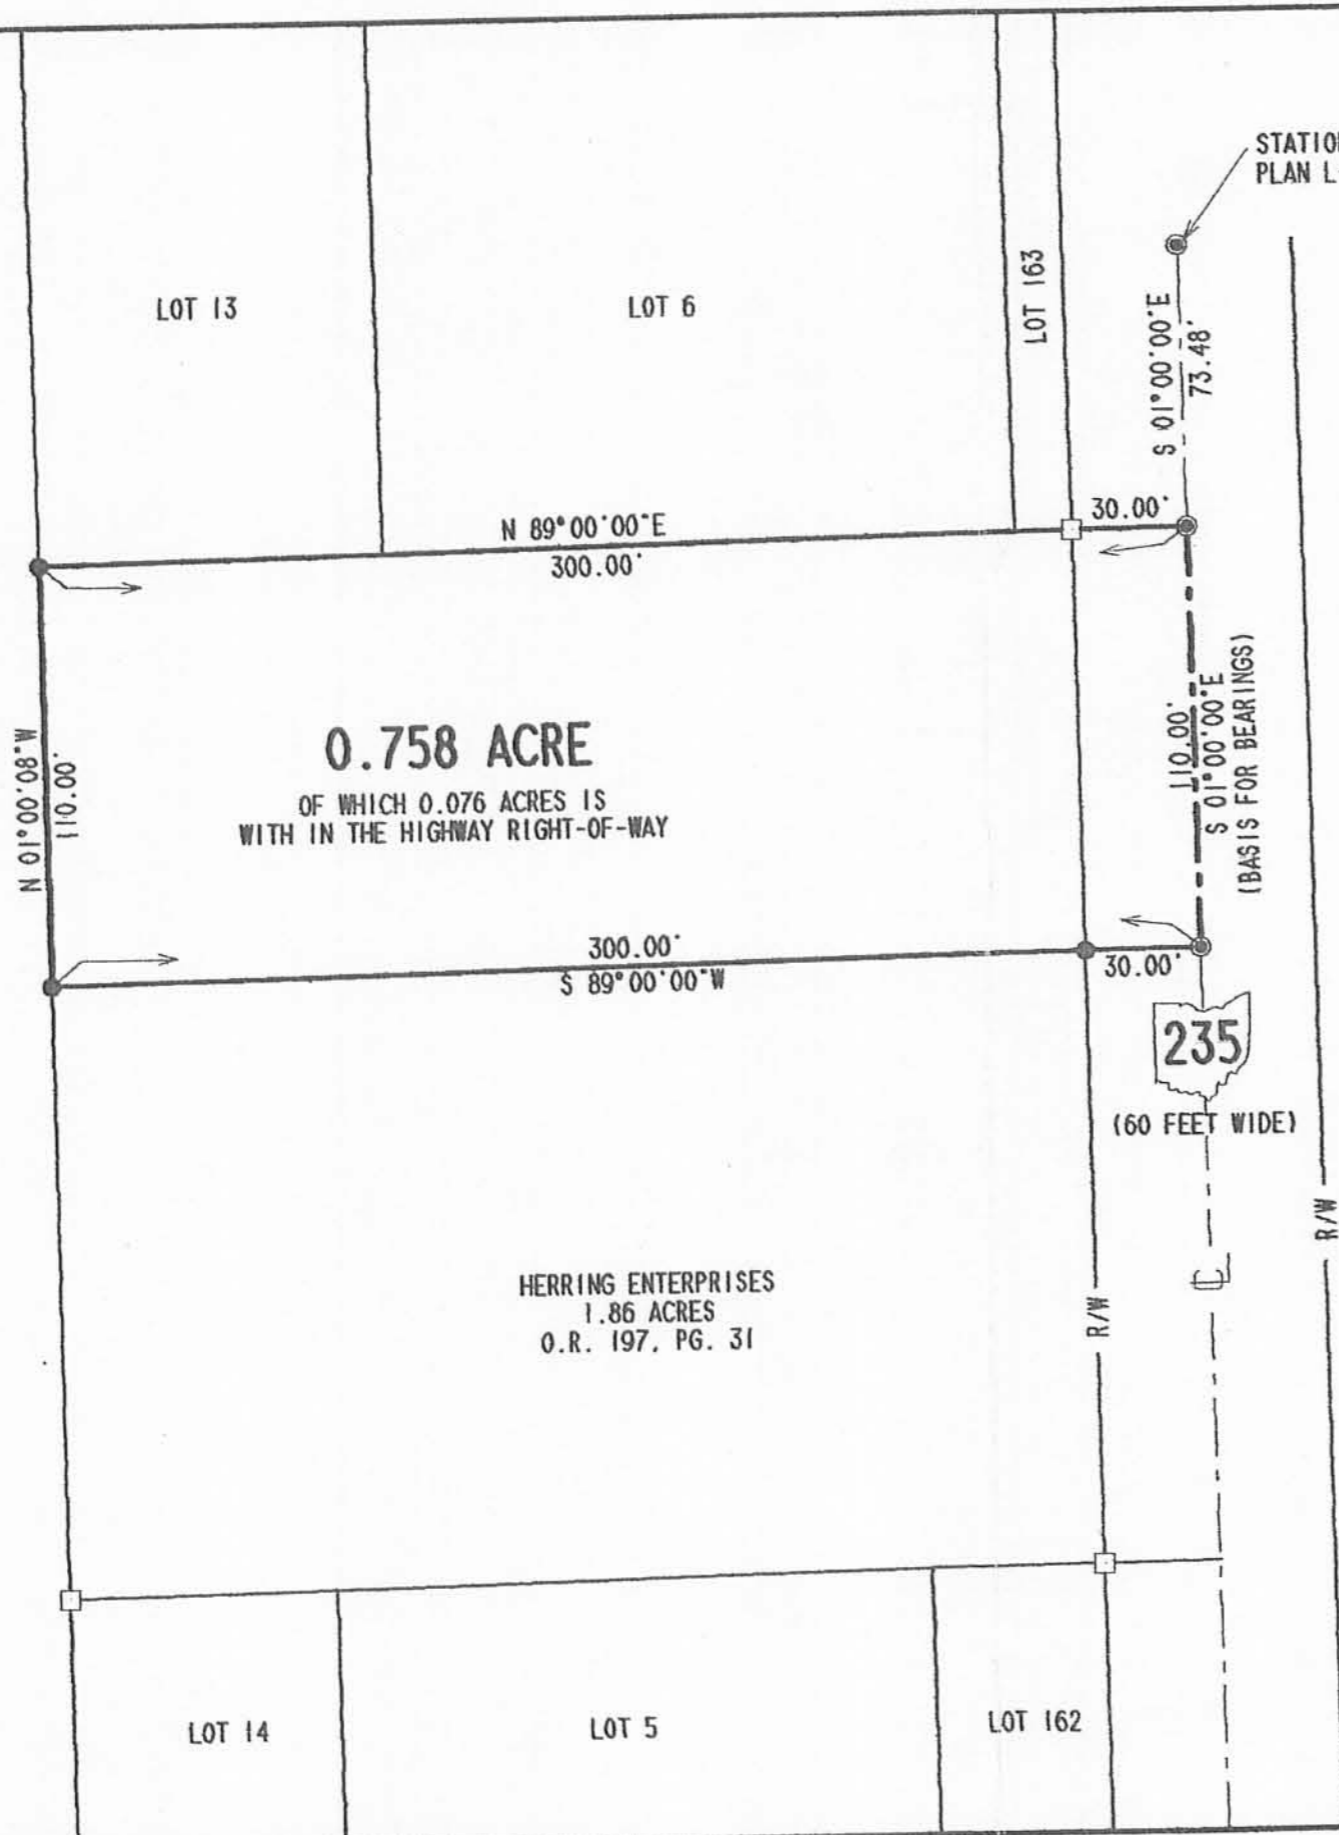 STATIO
PLAN L
LOT 13
LOT 6
LOT 163
S 01°00'00"E
73.48'
N 89°00'00"E
300.00'
30.00'
N 01°00'08"W
110.00'
0.758 ACRE
OF WHICH 0.076 ACRES IS
WITH IN THE HIGHWAY RIGHT-OF-WAY
110.00'
S 01°00'00"E
(BASIS FOR BEARINGS)
300.00'
S 89°00'00"W
30.00'
235
(60 FEET WIDE)
R/W
HERRING ENTERPRISES
1.86 ACRES
O.R. 197, PG. 31
R/W
LOT 14
LOT 5
LOT 162